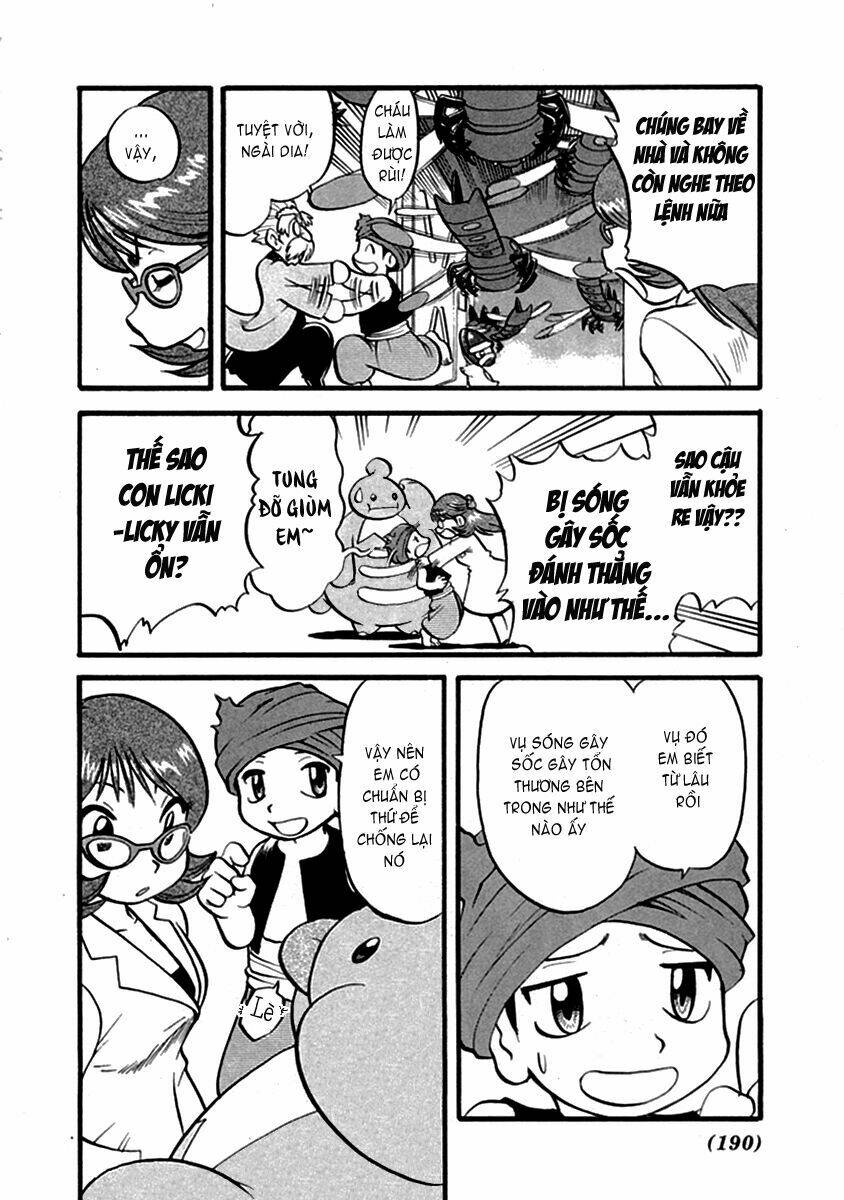 CHÚNG BAY VỀ
NHÀ VÀ KHÔNG
CÒN NGHE THEO
LỆNH NỮA
CHÁU
LÀM
ĐƯỢC
RÙI!
TUYỆT VỜI,
NGÀI DIA!
...
VẬY,
SAO CẬU
VẪN KHỎE
RE VẬY??
BỊ SÓNG
GÂY SỐC
ĐÁNH THẲNG
VÀO NHƯ THẾ...
TUNG
ĐỠ GIÙM
EM~
THẾ SAO
CON LICKI
-LICKY VẪN
ỔN?
VỤ ĐÓ
EM BIẾT
TỪ LÂU
RỒI
VỤ SÓNG GÂY
SỐC GÂY TỔN
THƯƠNG BÊN
TRONG NHƯ THẾ
NÀO ẤY
VẬY NÊN
EM CÓ
CHUẨN BỊ
THỨ ĐỂ
CHỐNG LẠI
NÓ
Lè
(190)